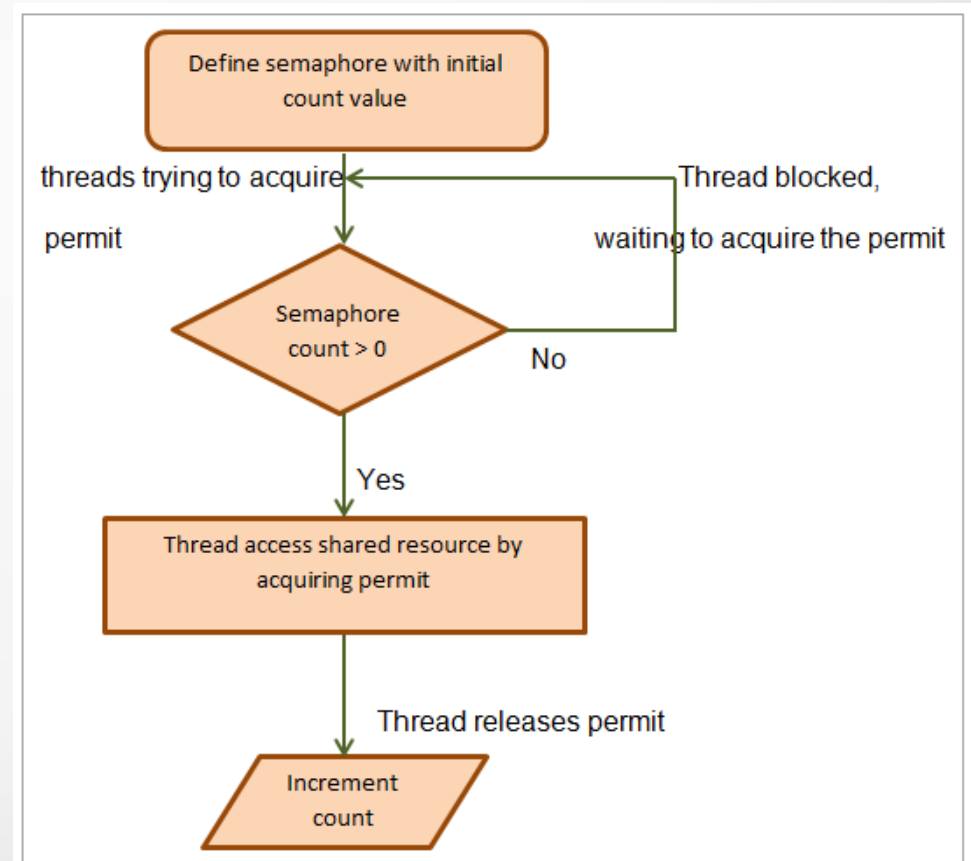 Define semaphore with initial
count value
threads trying to acquire
permit
Thread blocked,
waiting to acquire the permit
Semaphore
count > 0
No
Yes
Thread access shared resource by
acquiring permit
Thread releases permit
Increment
count